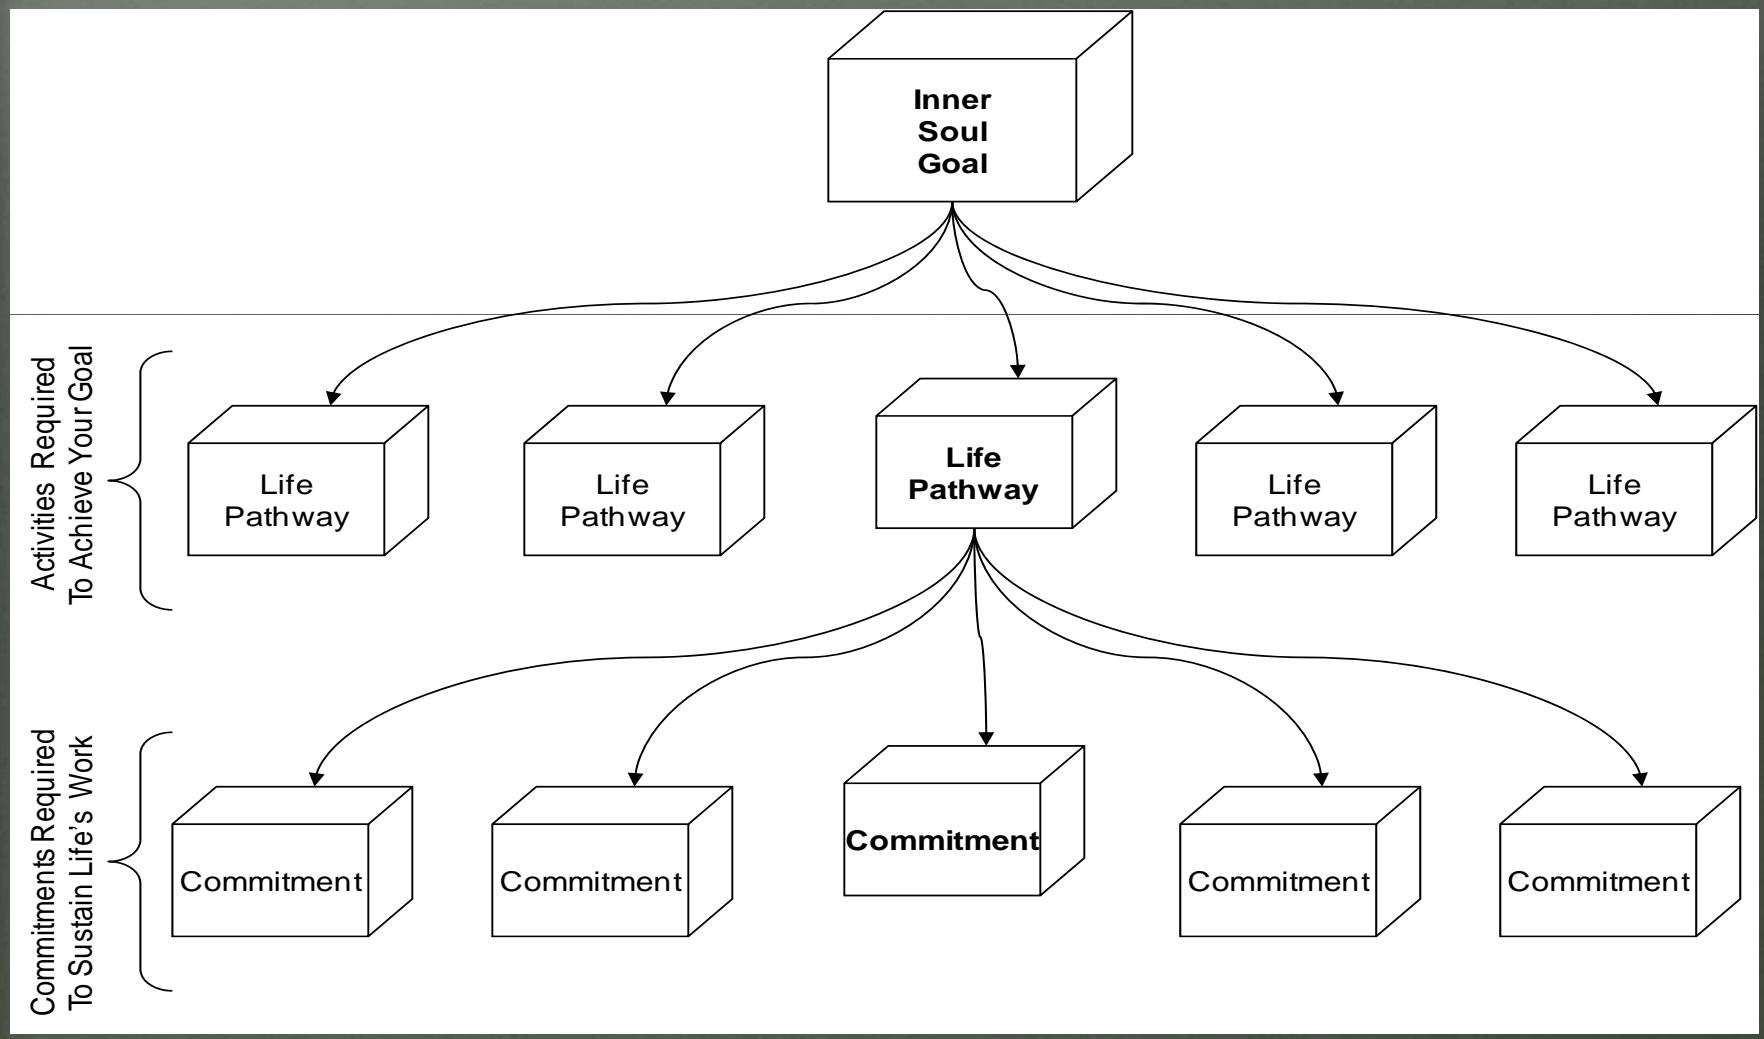 Inner
Soul
Goal
Activities Required
To Achieve Your Goal
Life
Pathway
Life
Pathway
Life
Pathway
Life
Pathway
Life
Pathway
Commitments Required
To Sustain Life's Work
Commitment
Commitment
Commitment
Commitment
Commitment